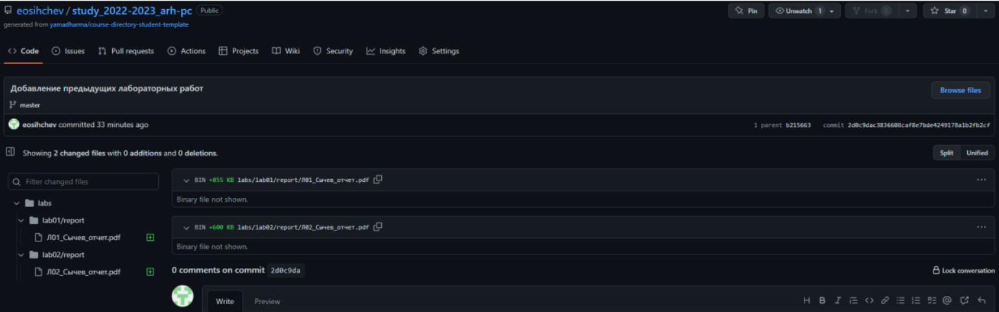 eosihchev / study_2022-2023_arh-pc Public Pin Unwatch 1 Fork 0 Star 0
generated from yamadharma/course-directory-student-template
Code Issues Pull requests Actions Projects Wiki Security Insights Settings
Добавление предыдущих лабораторных работ
Browse files
master
eosihchev committed 33 minutes ago 1 parent b215663 commit 2d0c9dac3836608caf8e7bde4249178a1b2fb2cf
Showing 2 changed files with 0 additions and 0 deletions. Split Unified
Filter changed files
labs
lab01/report
Л01_Сычев_отчет.pdf
lab02/report
Л02_Сычев_отчет.pdf
BIN +855 KB labs/lab01/report/Л01_Сычев_отчет.pdf
Binary file not shown.
BIN +600 KB labs/lab02/report/Л02_Сычев_отчет.pdf
Binary file not shown.
0 comments on commit 2d0c9da Lock conversation
Write Preview